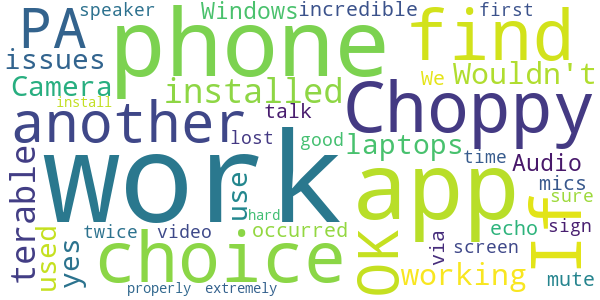 PA speaker Windows incredible first
phone find
issues We Wouldn't
Camera installed Choppy
install talk
another lost good laptops time Audio
work app If
terable use mics
hard sure
used yes twice video occurred OK via echo sign
choice screen
working mute
properly extremely